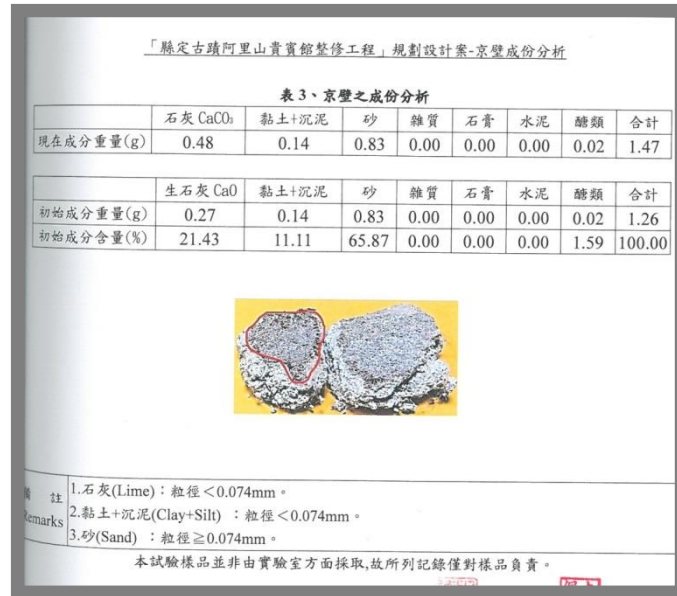 「縣定古蹟阿里山貴賓館整修工程」規劃設計案-京壁成份分析
表3、京壁之成份分析
石灰 CaCO₃ 黏土+沉泥 砂 雜質 石膏 水泥 醣類 合計
現在成分重量(g) 0.48 0.14 0.83 0.00 0.00 0.00 0.02 1.47
生石灰 CaO 黏土+沉泥 砂 雜質 石膏 水泥 醣類 合計
初始成分重量(g) 0.27 0.14 0.83 0.00 0.00 0.00 0.02 1.26
初始成分含量(%) 21.43 11.11 65.87 0.00 0.00 0.00 1.59 100.00
備 註
Remarks
1.石灰(Lime):粒徑<0.074mm。
2.黏土+沉泥(Clay+Silt) :粒徑<0.074mm。
3.砂(Sand) :粒徑≧0.074mm。
本試驗樣品並非由實驗室方面採取,故所列記錄僅對樣品負責。